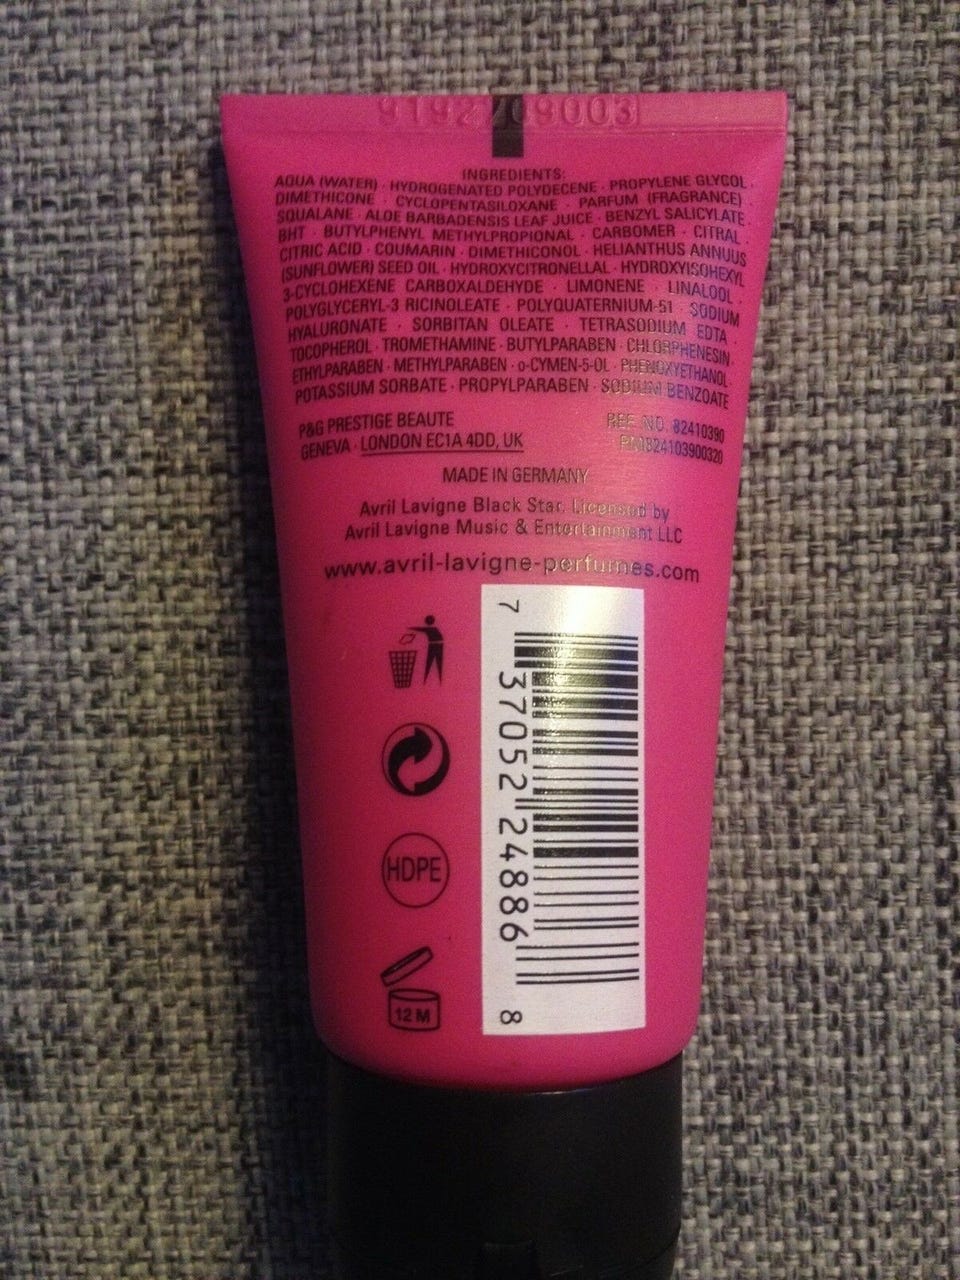 9192709003
INGREDIENTS:
AQUA (WATER) · HYDROGENATED POLYDECENE · PROPYLENE GLYCOL ·
DIMETHICONE · CYCLOPENTASILOXANE · PARFUM (FRAGRANCE)
SQUALANE · ALOE BARBADENSIS LEAF JUICE · BENZYL SALICYLATE
BHT · BUTYLPHENYL METHYLPROPIONAL · CARBOMER · CITRAL ·
CITRIC ACID · COUMARIN · DIMETHICONOL · HELIANTHUS ANNUUS
(SUNFLOWER) SEED OIL · HYDROXYCITRONELLAL · HYDROXYISOHEXYL
3-CYCLOHEXENE CARBOXALDEHYDE · LIMONENE · LINALOOL ·
POLYGLYCERYL-3 RICINOLEATE · POLYQUATERNIUM-51 · SODIUM
HYALURONATE · SORBITAN OLEATE · TETRASODIUM EDTA ·
TOCOPHEROL · TROMETHAMINE · BUTYLPARABEN · CHLORPHENESIN
ETHYLPARABEN · METHYLPARABEN · o-CYMEN-5-OL · PHENOXYETHANOL ·
POTASSIUM SORBATE · PROPYLPARABEN · SODIUM BENZOATE
P&G PRESTIGE BEAUTE
GENEVA · LONDON EC1A 4DD, UK
REF NO. 82410390
PM824103900320
MADE IN GERMANY
Avril Lavigne Black Star. Licensed by
Avril Lavigne Music & Entertainment LLC
www.avril-lavigne-perfumes.com
7 37052 24886 8
HDPE
12 M